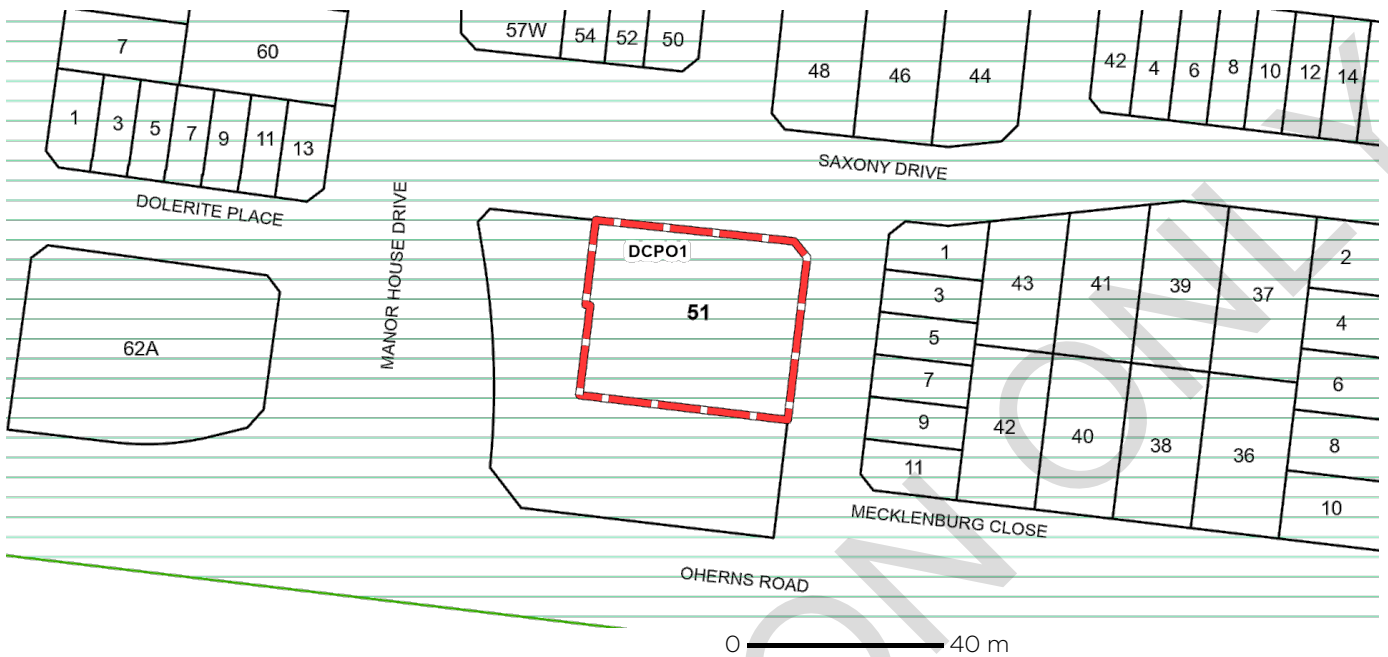 57W 54 52 50
7 60
48 46 44
42 4 6 8 10 12 14
1 3 5 7 9 11 13
SAXONY DRIVE
DOLERITE PLACE
MANOR HOUSE DRIVE
DCPO1
51
62A
1
3
5
7
9
11
43 41 39 37
42 40 38 36
2
4
6
8
10
MECKLENBURG CLOSE
OHERNS ROAD
0 40 m
ON ONLY